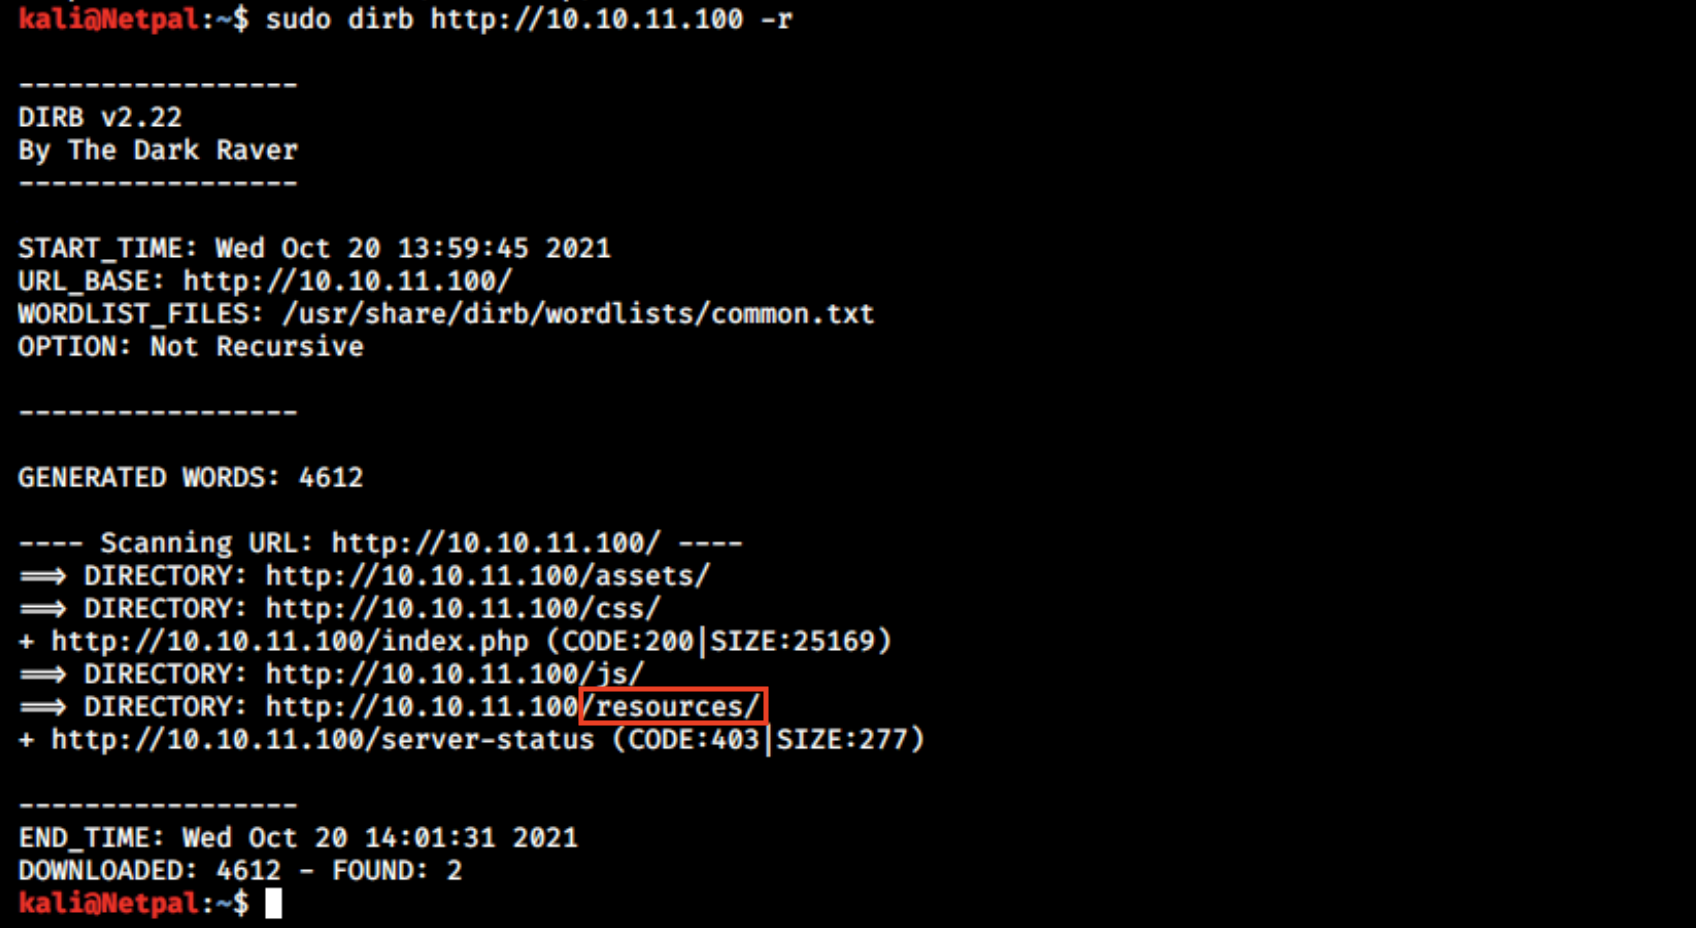 kali@Netpal:~$ sudo dirb http://10.10.11.100 -r
-----------------
DIRB v2.22
By The Dark Raver
-----------------
START_TIME: Wed Oct 20 13:59:45 2021
URL_BASE: http://10.10.11.100/
WORDLIST_FILES: /usr/share/dirb/wordlists/common.txt
OPTION: Not Recursive
-----------------
GENERATED WORDS: 4612
---- Scanning URL: http://10.10.11.100/ ----
==> DIRECTORY: http://10.10.11.100/assets/
==> DIRECTORY: http://10.10.11.100/css/
+ http://10.10.11.100/index.php (CODE:200|SIZE:25169)
==> DIRECTORY: http://10.10.11.100/js/
==> DIRECTORY: http://10.10.11.100/resources/
+ http://10.10.11.100/server-status (CODE:403|SIZE:277)
-----------------
END_TIME: Wed Oct 20 14:01:31 2021
DOWNLOADED: 4612 - FOUND: 2
kali@Netpal:~$